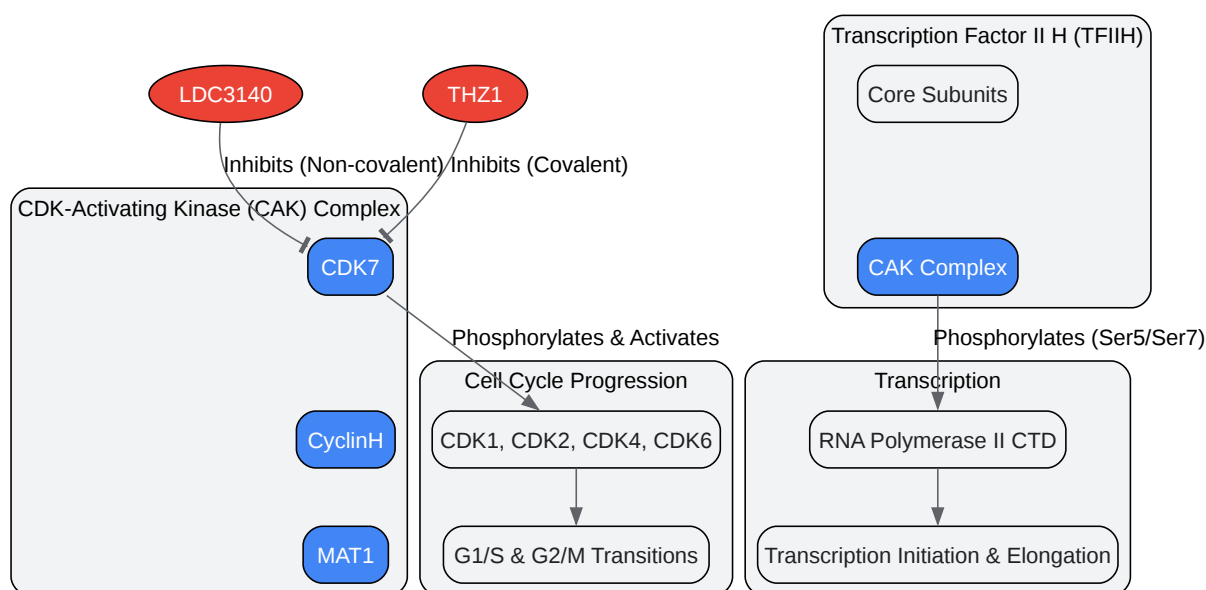 Transcription Factor II H (TFIIH)
LDC3140
THZ1
Core Subunits
Inhibits (Non-covalent)
Inhibits (Covalent)
CDK-Activating Kinase (CAK) Complex
CDK7
CAK Complex
Phosphorylates & Activates
Phosphorylates (Ser5/Ser7)
Cell Cycle Progression
Transcription
CyclinH
CDK1, CDK2, CDK4, CDK6
RNA Polymerase II CTD
MAT1
G1/S & G2/M Transitions
Transcription Initiation & Elongation